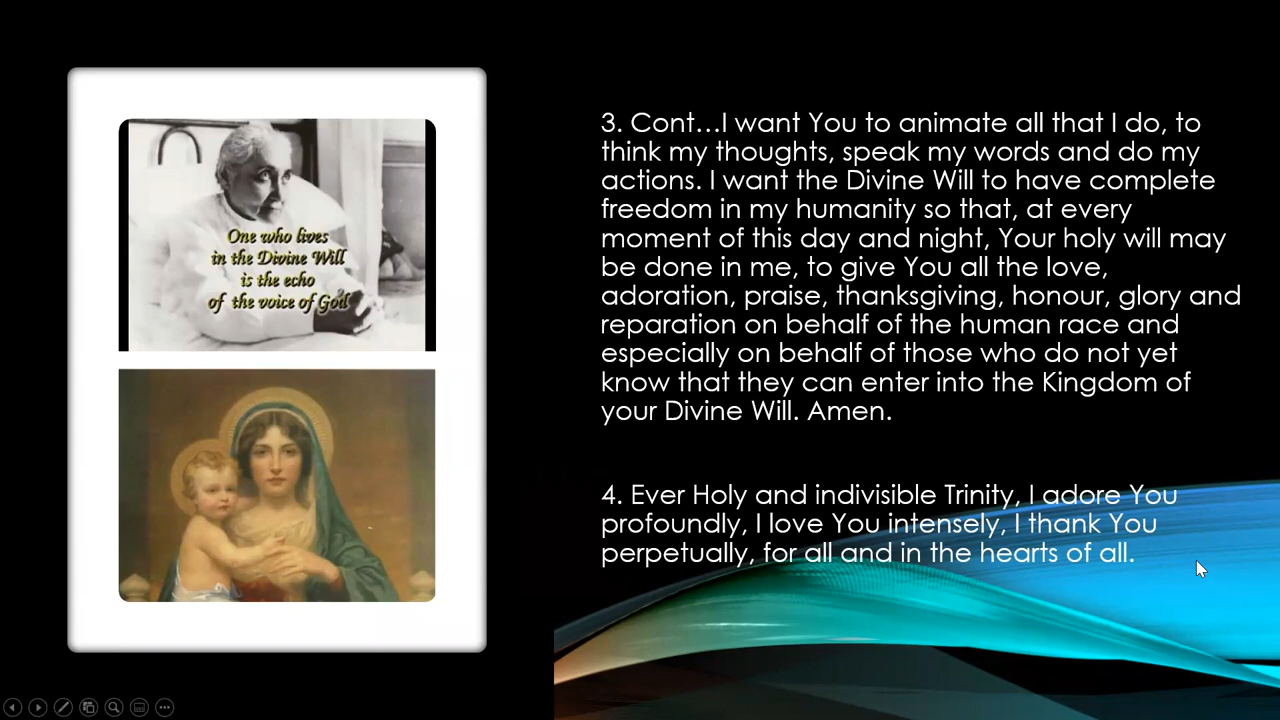 One who lives
in the Divine Will
is the echo
of the voice of God
3. Cont…I want You to animate all that I do, to
think my thoughts, speak my words and do my
actions. I want the Divine Will to have complete
freedom in my humanity so that, at every
moment of this day and night, Your holy will may
be done in me, to give You all the love,
adoration, praise, thanksgiving, honour, glory and
reparation on behalf of the human race and
especially on behalf of those who do not yet
know that they can enter into the Kingdom of
your Divine Will. Amen.
4. Ever Holy and indivisible Trinity, I adore You
profoundly, I love You intensely, I thank You
perpetually, for all and in the hearts of all.